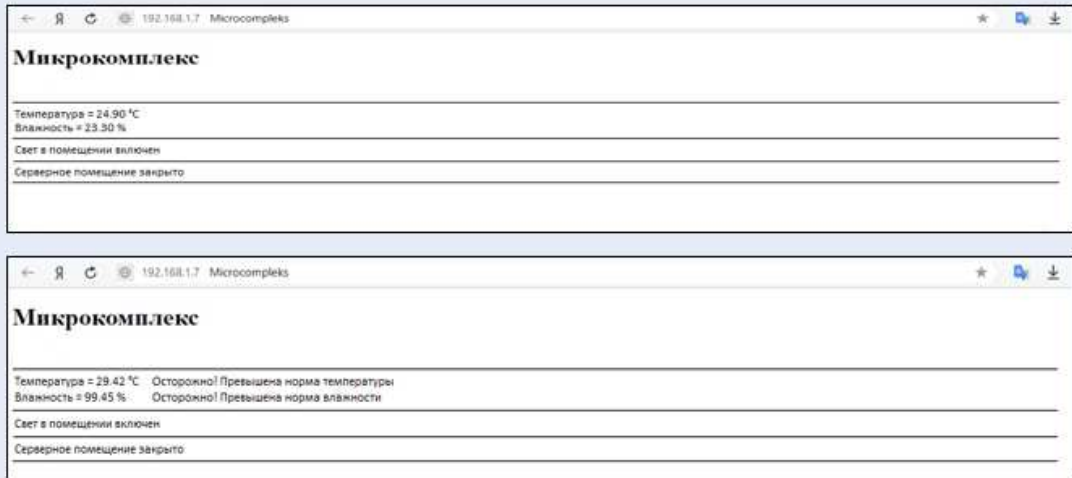 Я 192.168.1.7 Microcompleks
Микрокомплекс
Температура = 24.90 °C
Влажность = 23.30 %
Свет в помещении включен
Серверное помещение закрыто
Я 192.168.1.7 Microcompleks
Микрокомплекс
Температура = 29.42 °C Осторожно! Превышена норма температуры
Влажность = 99.45 % Осторожно! Превышена норма влажности
Свет в помещении включен
Серверное помещение закрыто